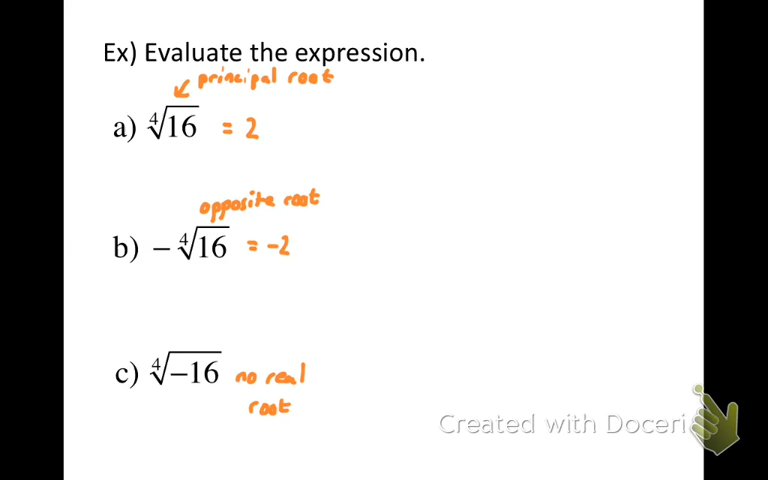 Ex) Evaluate the expression.
principal root
a) ∜16 = 2
opposite root
b) −∜16 = -2
c) ∜−16 no real
root
Created with Doceri